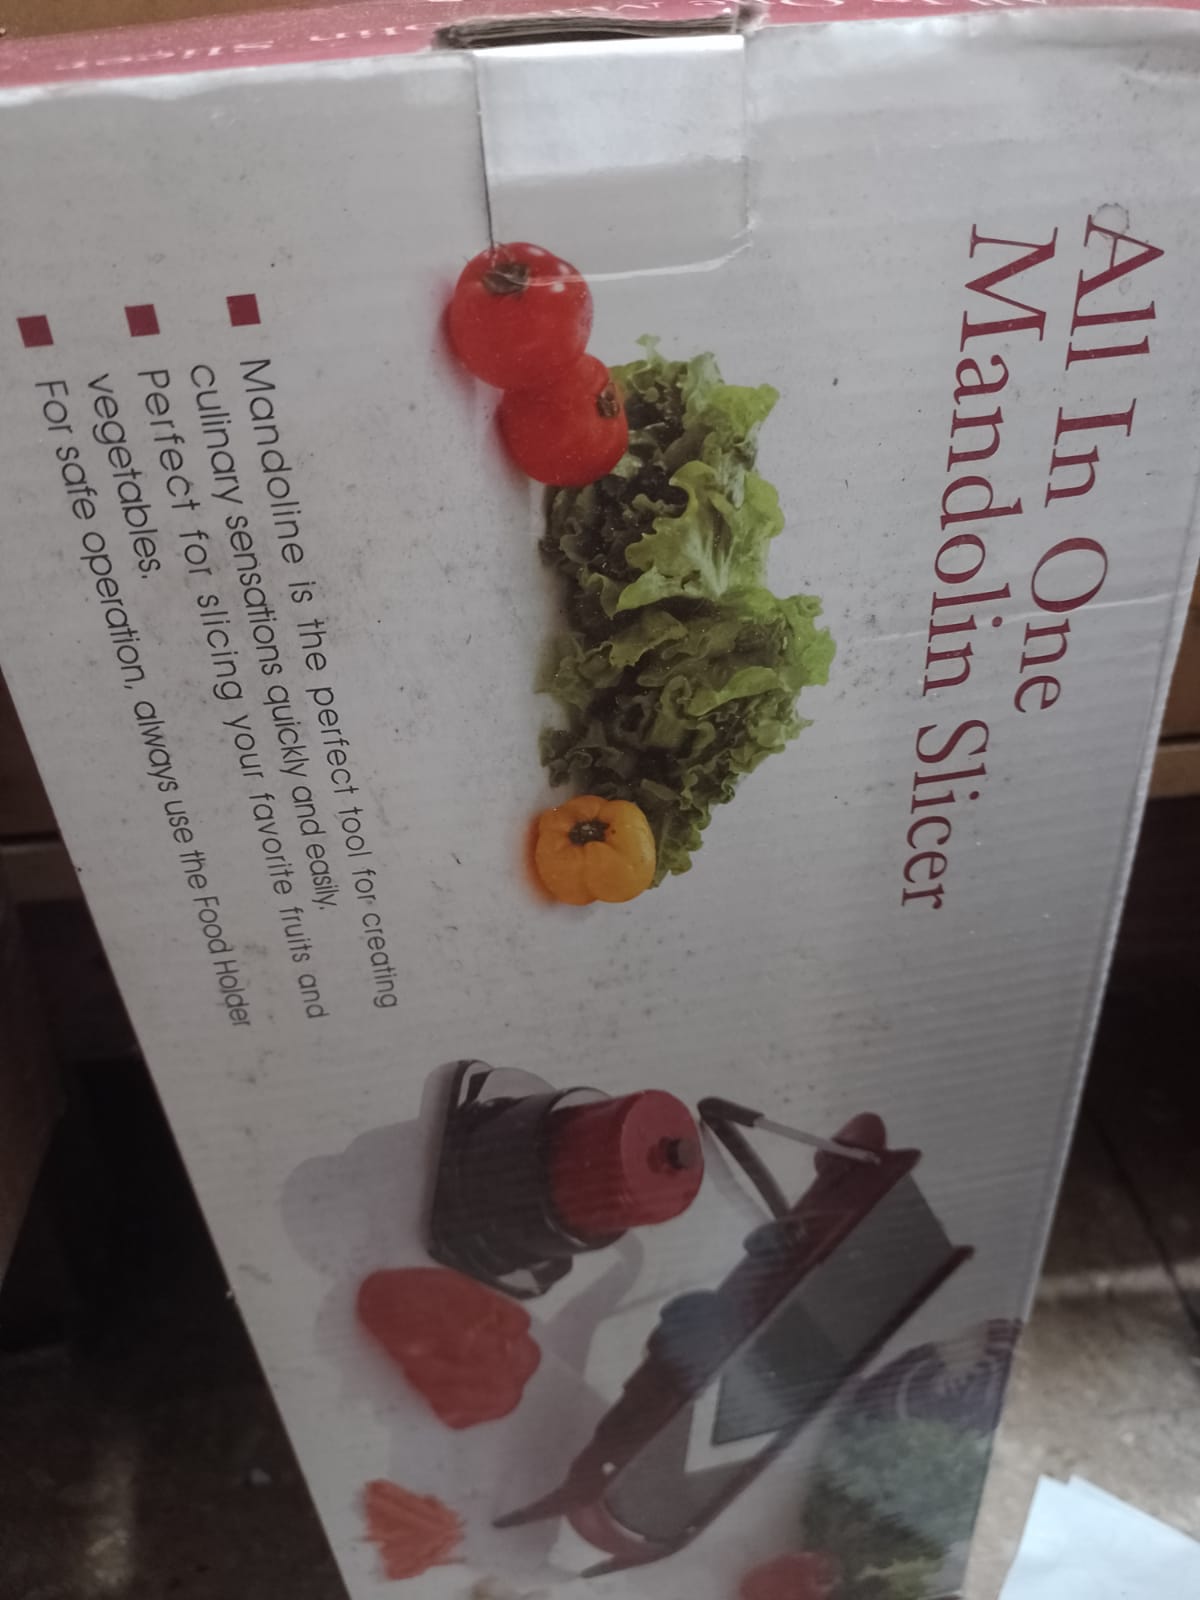 All In One
Mandolin Slicer
Mandoline is the perfect tool for creating
culinary sensations quickly and easily.
Perfect for slicing your favorite fruits and
vegetables.
For safe operation, always use the Food Holder